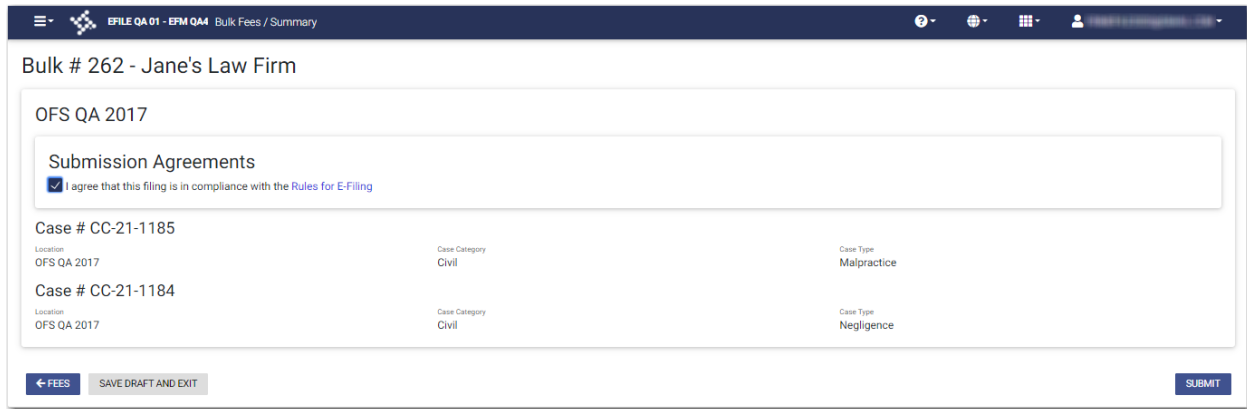 EFILE QA 01 - EFM QA4 Bulk Fees / Summary
Bulk # 262 - Jane's Law Firm
OFS QA 2017
Submission Agreements
I agree that this filing is in compliance with the Rules for E-Filing
Case # CC-21-1185
Location Case Category Case Type
OFS QA 2017 Civil Malpractice
Case # CC-21-1184
Location Case Category Case Type
OFS QA 2017 Civil Negligence
FEES SAVE DRAFT AND EXIT SUBMIT